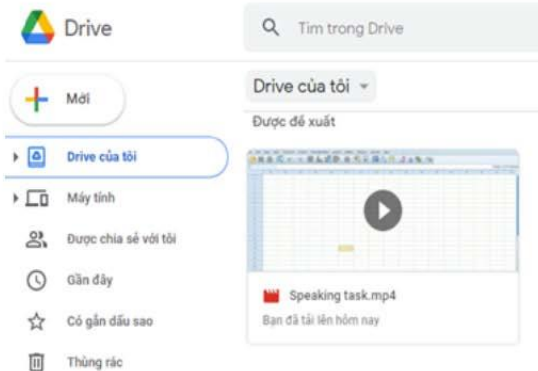 Drive
Tìm trong Drive
Mới
Drive của tôi
Máy tính
Được chia sẻ với tôi
Gần đây
Có gắn dấu sao
Thùng rác
Drive của tôi
Được đề xuất
Speaking task.mp4
Bạn đã tải lên hôm nay